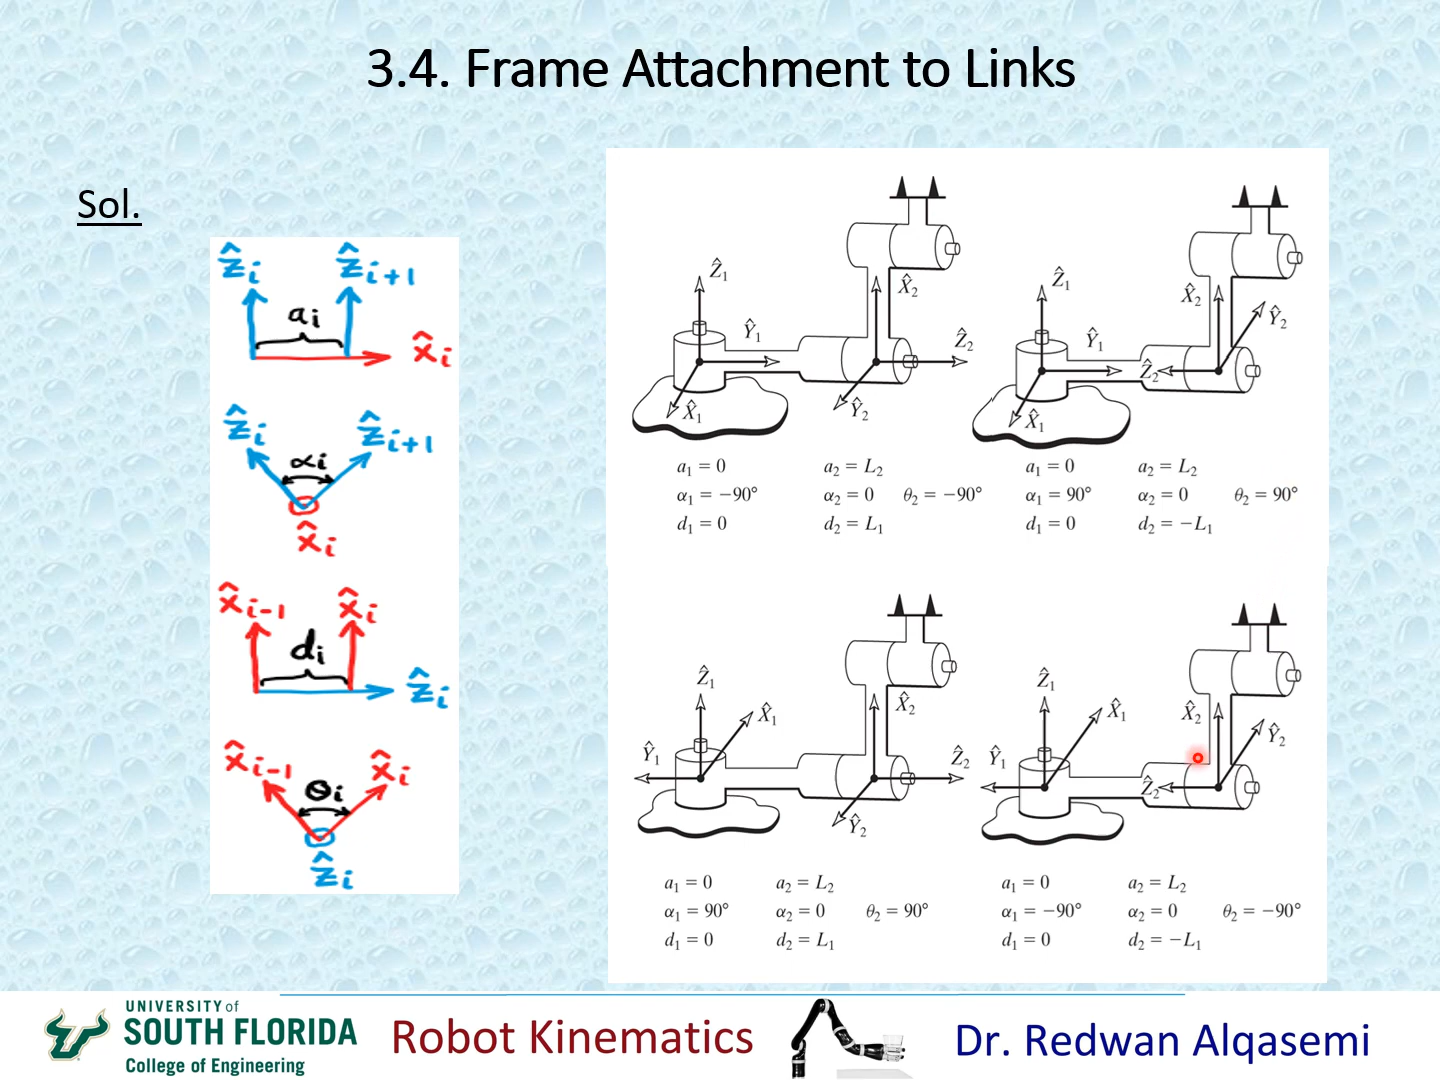 3.4. Frame Attachment to Links
Sol.
Ẑi Ẑi+1
ai
X̂i
Ẑi Ẑi+1
αi
X̂i
X̂i-1 X̂i
di
Ẑi
X̂i-1 X̂i
θi
Ẑi
Ẑ1
X̂2
Ŷ1
Ẑ2
X̂1
Ŷ2
a1 = 0 a2 = L2
α1 = −90° α2 = 0 θ2 = −90°
d1 = 0 d2 = L1
Ẑ1
X̂2
Ŷ2
Ŷ1
Ẑ2
X̂1
a1 = 0 a2 = L2
α1 = 90° α2 = 0 θ2 = 90°
d1 = 0 d2 = −L1
Ẑ1
X̂1
X̂2
Ŷ1
Ẑ2
Ŷ2
a1 = 0 a2 = L2
α1 = 90° α2 = 0 θ2 = 90°
d1 = 0 d2 = L1
Ẑ1
X̂1
X̂2
Ŷ2
Ŷ1
Ẑ2
a1 = 0 a2 = L2
α1 = −90° α2 = 0 θ2 = −90°
d1 = 0 d2 = −L1
UNIVERSITY of
SOUTH FLORIDA
College of Engineering
Robot Kinematics
Dr. Redwan Alqasemi